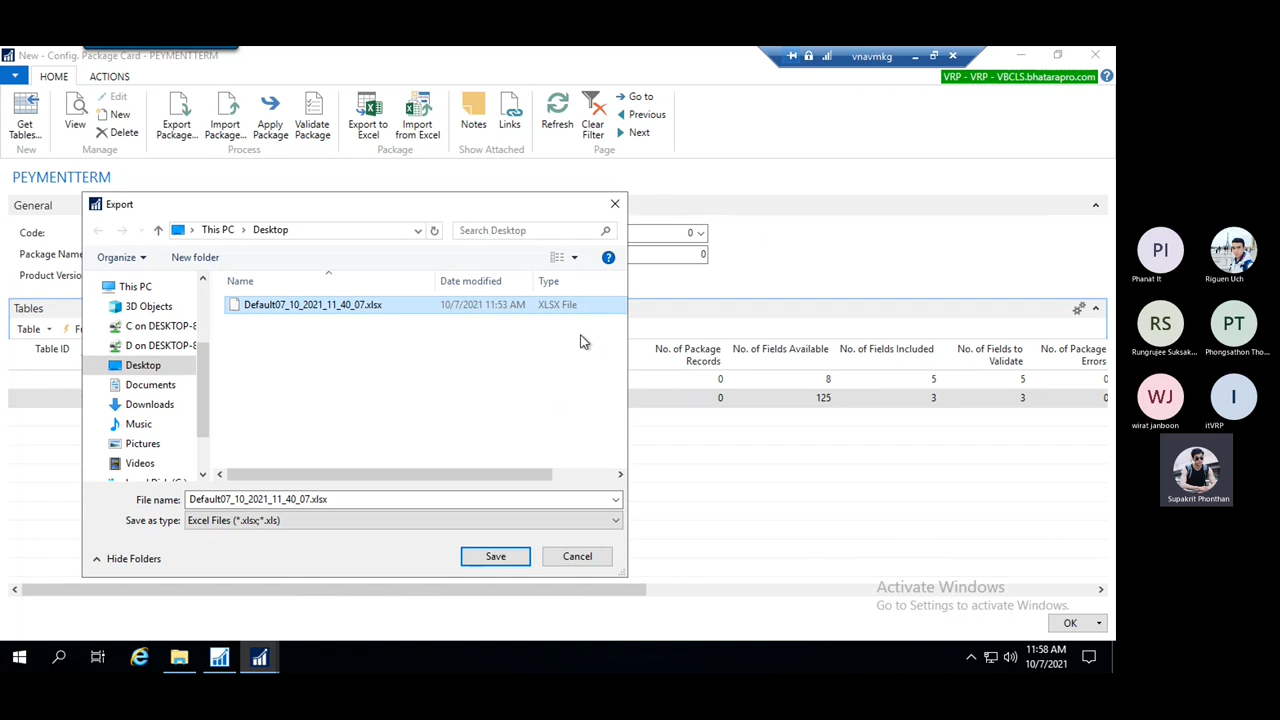 New - Config. Package Card - PEYMENTTERM
vnavmkg
HOME
ACTIONS
VRP - VRP - VBCLS.bhatarapro.com
Get Tables...
New
View
Edit
New
Delete
Manage
Export Package...
Import Package...
Apply Package
Validate Package
Process
Export to Excel
Import from Excel
Package
Notes
Links
Show Attached
Refresh
Clear Filter
Go to
Previous
Next
Page
PEYMENTTERM
General
Code:
0
Package Name
0
Product Versio
Export
This PC
Desktop
Search Desktop
Organize
New folder
This PC
3D Objects
C on DESKTOP-8
D on DESKTOP-8
Desktop
Documents
Downloads
Music
Pictures
Videos
Name
Date modified
Type
Default07_10_2021_11_40_07.xlsx
10/7/2021 11:53 AM
XLSX File
File name:
Default07_10_2021_11_40_07.xlsx
Save as type:
Excel Files (*.xlsx;*.xls)
Hide Folders
Save
Cancel
Tables
Table
Table ID
No. of Package Records
No. of Fields Available
No. of Fields Included
No. of Fields to Validate
No. of Package Errors
0 8 5 5 0
0 125 3 3 0
Activate Windows
Go to Settings to activate Windows.
OK
11:58 AM
10/7/2021
PI
Phanat It
Riguen Uch
RS
Rungrujee Suksak...
PT
Phongsathon Tho...
WJ
wirat janboon
I
itVRP
Supakrit Phonthan